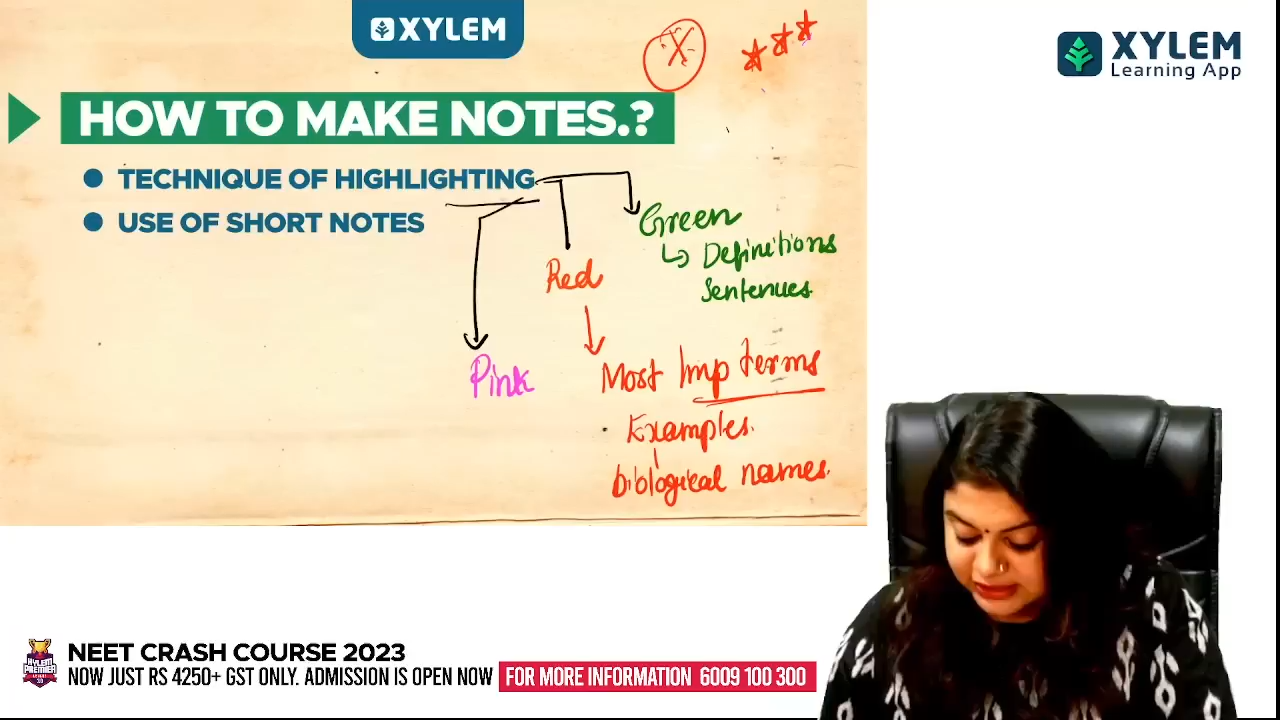 XYLEM
X
XYLEM
Learning App
HOW TO MAKE NOTES.?
TECHNIQUE OF HIGHLIGHTING
USE OF SHORT NOTES
Green
Definitions
Sentenues
Red
Most Imp terms
Examples.
biological names.
Pink
NEET CRASH COURSE 2023
NOW JUST RS 4250+ GST ONLY. ADMISSION IS OPEN NOW
FOR MORE INFORMATION 6009 100 300